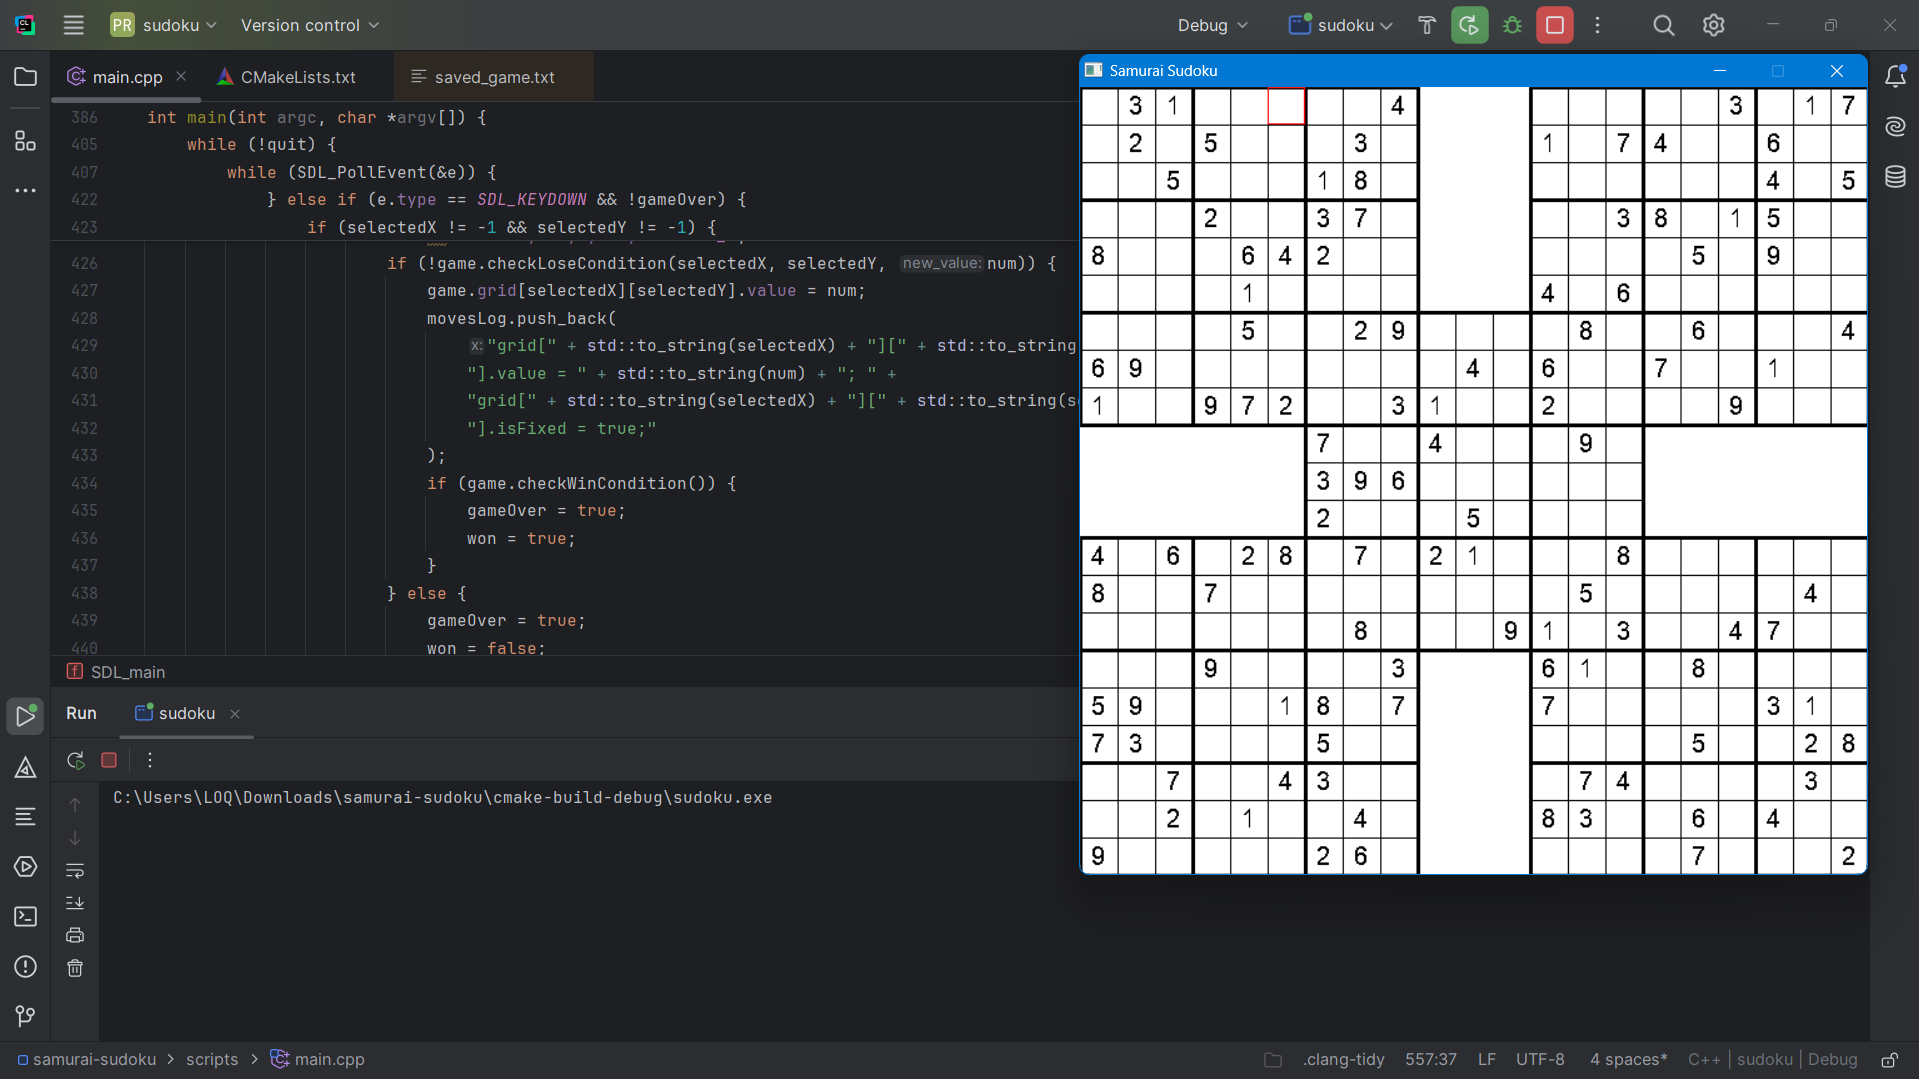 PR sudoku Version control Debug sudoku
main.cpp CMakeLists.txt saved_game.txt
386 int main(int argc, char *argv[]) {
405 while (!quit) {
407 while (SDL_PollEvent(&e)) {
422 } else if (e.type == SDL_KEYDOWN && !gameOver) {
423 if (selectedX != -1 && selectedY != -1) {
426 if (!game.checkLoseCondition(selectedX, selectedY, new_value: num)) {
427 game.grid[selectedX][selectedY].value = num;
428 movesLog.push_back(
429 x: "grid[" + std::to_string(selectedX) + "][" + std::to_string
430 "].value = " + std::to_string(num) + "; " +
431 "grid[" + std::to_string(selectedX) + "][" + std::to_string(s
432 "].isFixed = true;"
433 );
434 if (game.checkWinCondition()) {
435 gameOver = true;
436 won = true;
437 }
438 } else {
439 gameOver = true;
440 won = false;
SDL_main
Run sudoku
C:\Users\LOQ\Downloads\samurai-sudoku\cmake-build-debug\sudoku.exe
Samurai Sudoku
3 1 4 3 1 7
2 5 3 1 7 4 6
5 1 8 4 5
2 3 7 3 8 1 5
8 6 4 2 5 9
1 4 6
5 2 9 8 6 4
6 9 4 6 7 1
1 9 7 2 3 1 2 9
7 4 9
3 9 6
2 5
4 6 2 8 7 2 1 8
8 7 5 4
8 9 1 3 4 7
9 3 6 1 8
5 9 1 8 7 7 3 1
7 3 5 5 2 8
7 4 3 7 4 3
2 1 4 8 3 6 4
9 2 6 7 2
samurai-sudoku scripts main.cpp .clang-tidy 557:37 LF UTF-8 4 spaces* C++ | sudoku | Debug